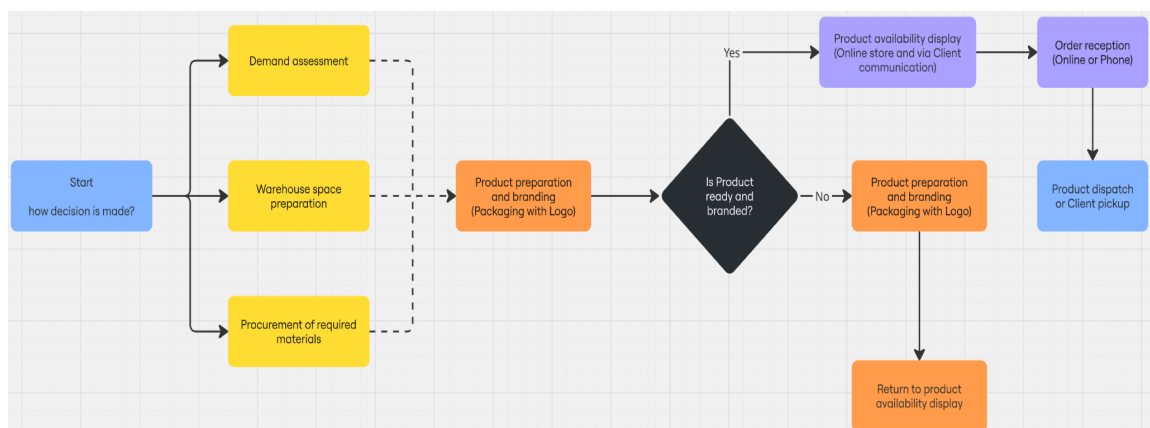 Start
how decision is made?
Demand assessment
Warehouse space
preparation
Procurement of required
materials
Product preparation
and branding
(Packaging with Logo)
Is Product
ready and
branded?
Yes
Product availability display
(Online store and via Client
communication)
Order reception
(Online or Phone)
Product dispatch
or Client pickup
No
Product preparation
and branding
(Packaging with Logo)
Return to product
availability display